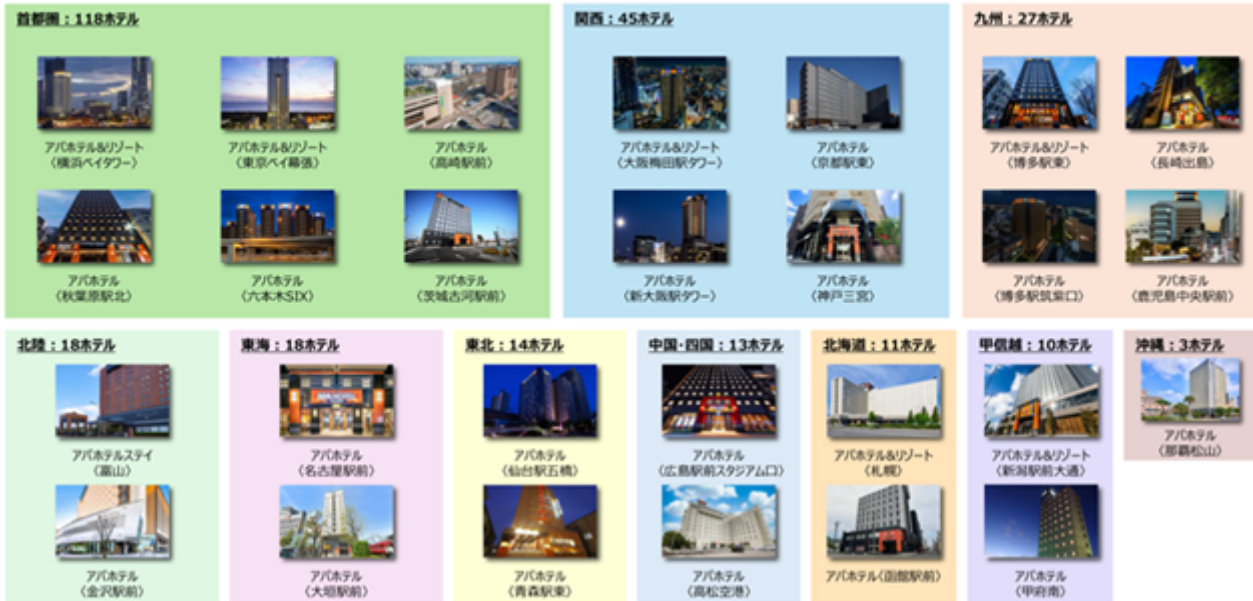 首都圏：118ホテル
アパホテル&リゾート
〈横浜ベイタワー〉
アパホテル&リゾート
〈東京ベイ幕張〉
アパホテル
〈高崎駅前〉
アパホテル
〈秋葉原駅北〉
アパホテル
〈六本木SIX〉
アパホテル
〈茨城古河駅前〉
関西：45ホテル
アパホテル&リゾート
〈大阪梅田駅タワー〉
アパホテル
〈京都駅東〉
アパホテル
〈新大阪駅タワー〉
アパホテル
〈神戸三宮〉
九州：27ホテル
アパホテル&リゾート
〈博多駅東〉
アパホテル
〈長崎出島〉
アパホテル
〈博多駅筑紫口〉
アパホテル
〈鹿児島中央駅前〉
北陸：18ホテル
アパホテルステイ
〈富山〉
アパホテル
〈金沢駅前〉
東海：18ホテル
アパホテル
〈名古屋駅前〉
アパホテル
〈大垣駅前〉
東北：14ホテル
アパホテル
〈仙台駅五橋〉
アパホテル
〈青森駅東〉
中国・四国：13ホテル
アパホテル
〈広島駅前スタジアム口〉
アパホテル
〈高松空港〉
北海道：11ホテル
アパホテル&リゾート
〈札幌〉
アパホテル〈函館駅前〉
甲信越：10ホテル
アパホテル&リゾート
〈新潟駅前大通〉
アパホテル
〈甲府南〉
沖縄：3ホテル
アパホテル
〈那覇松山〉